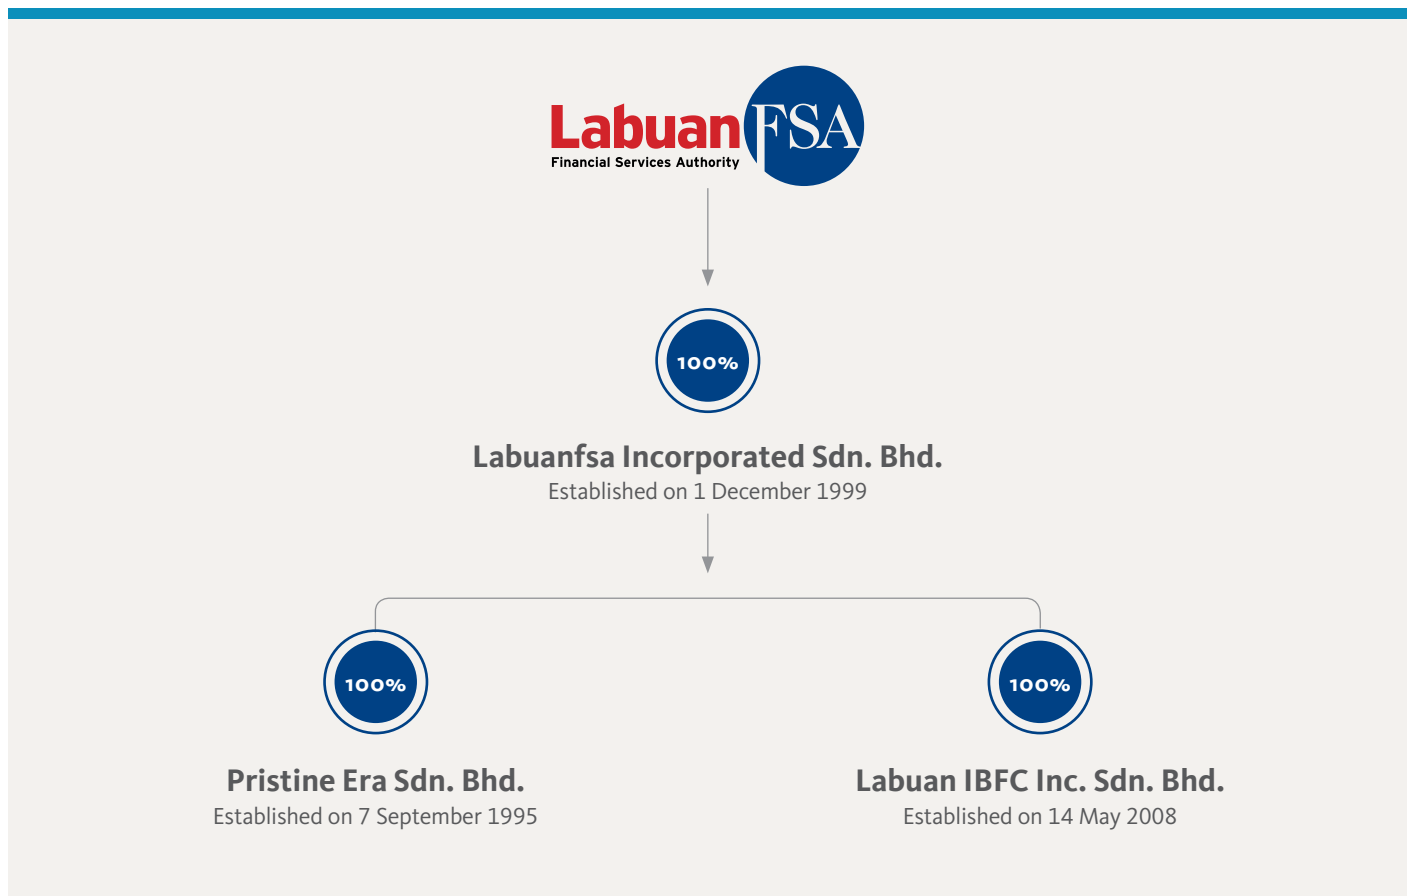 Labuan FSA
Financial Services Authority
100%
Labuanfsa Incorporated Sdn. Bhd.
Established on 1 December 1999
100%
100%
Pristine Era Sdn. Bhd.
Labuan IBFC Inc. Sdn. Bhd.
Established on 7 September 1995
Established on 14 May 2008